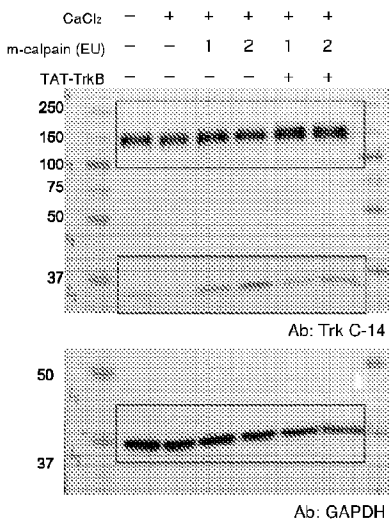 CaCl₂ − + + + + +
m-calpain (EU) − − 1 2 1 2
TAT-TrkB − − − − + +
250
150
100
75
50
37
Ab: Trk C-14
50
37
Ab: GAPDH